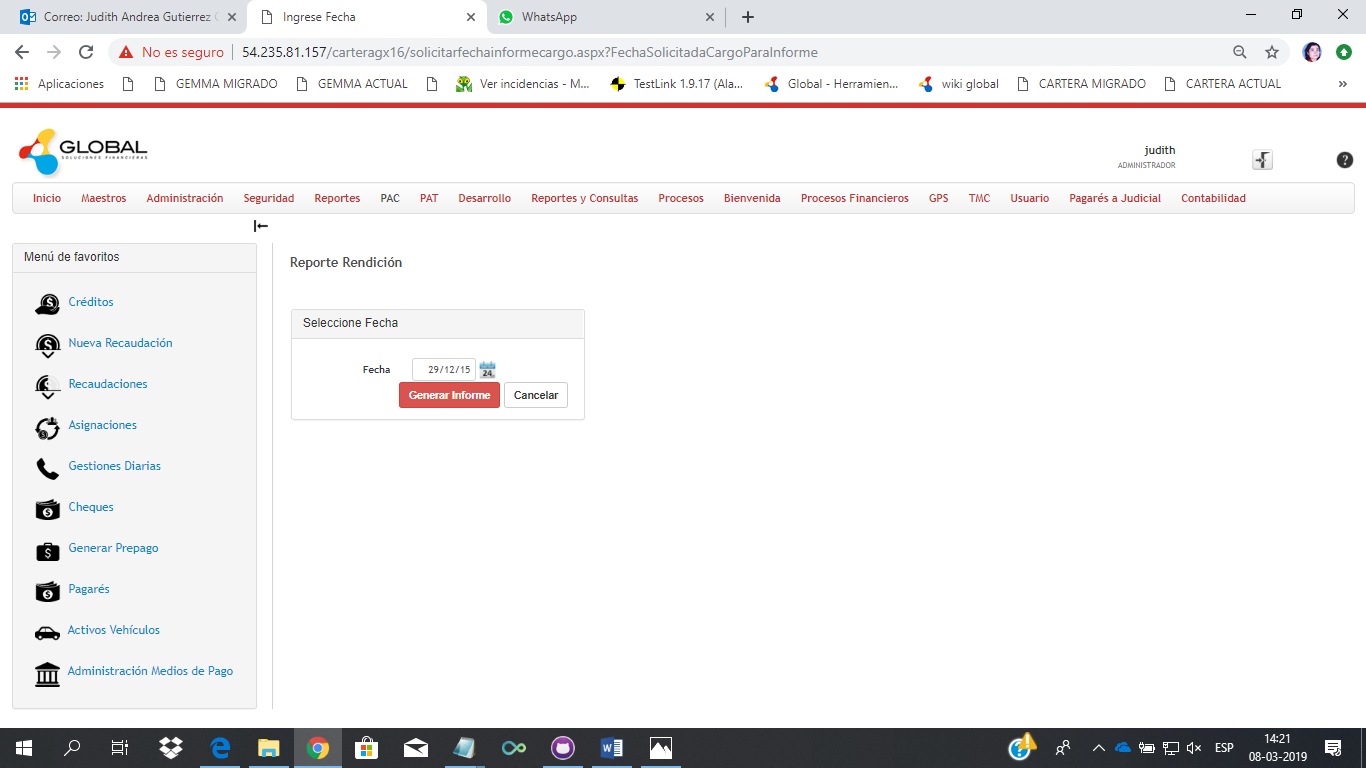 Correo: Judith Andrea Gutierrez
Ingrese Fecha
WhatsApp
No es seguro
54.235.81.157/carteragx16/solicitarfechainformecargo.aspx?FechaSolicitadaCargoParaInforme
Aplicaciones
GEMMA MIGRADO
GEMMA ACTUAL
Ver incidencias - M...
TestLink 1.9.17 (Ala...
Global - Herramien...
wiki global
CARTERA MIGRADO
CARTERA ACTUAL
»
GLOBAL
SOLUCIONES FINANCIERAS
judith
ADMINISTRADOR
?
Inicio Maestros Administración Seguridad Reportes PAC PAT Desarrollo Reportes y Consultas Procesos Bienvenida Procesos Financieros GPS TMC Usuario Pagarés a Judicial Contabilidad
Menú de favoritos
Créditos
Nueva Recaudación
Recaudaciones
Asignaciones
Gestiones Diarias
Cheques
Generar Prepago
Pagarés
Activos Vehículos
Administración Medios de Pago
Reporte Rendición
Seleccione Fecha
Fecha 29/12/15 24
Generar Informe Cancelar
ESP
14:21
08-03-2019